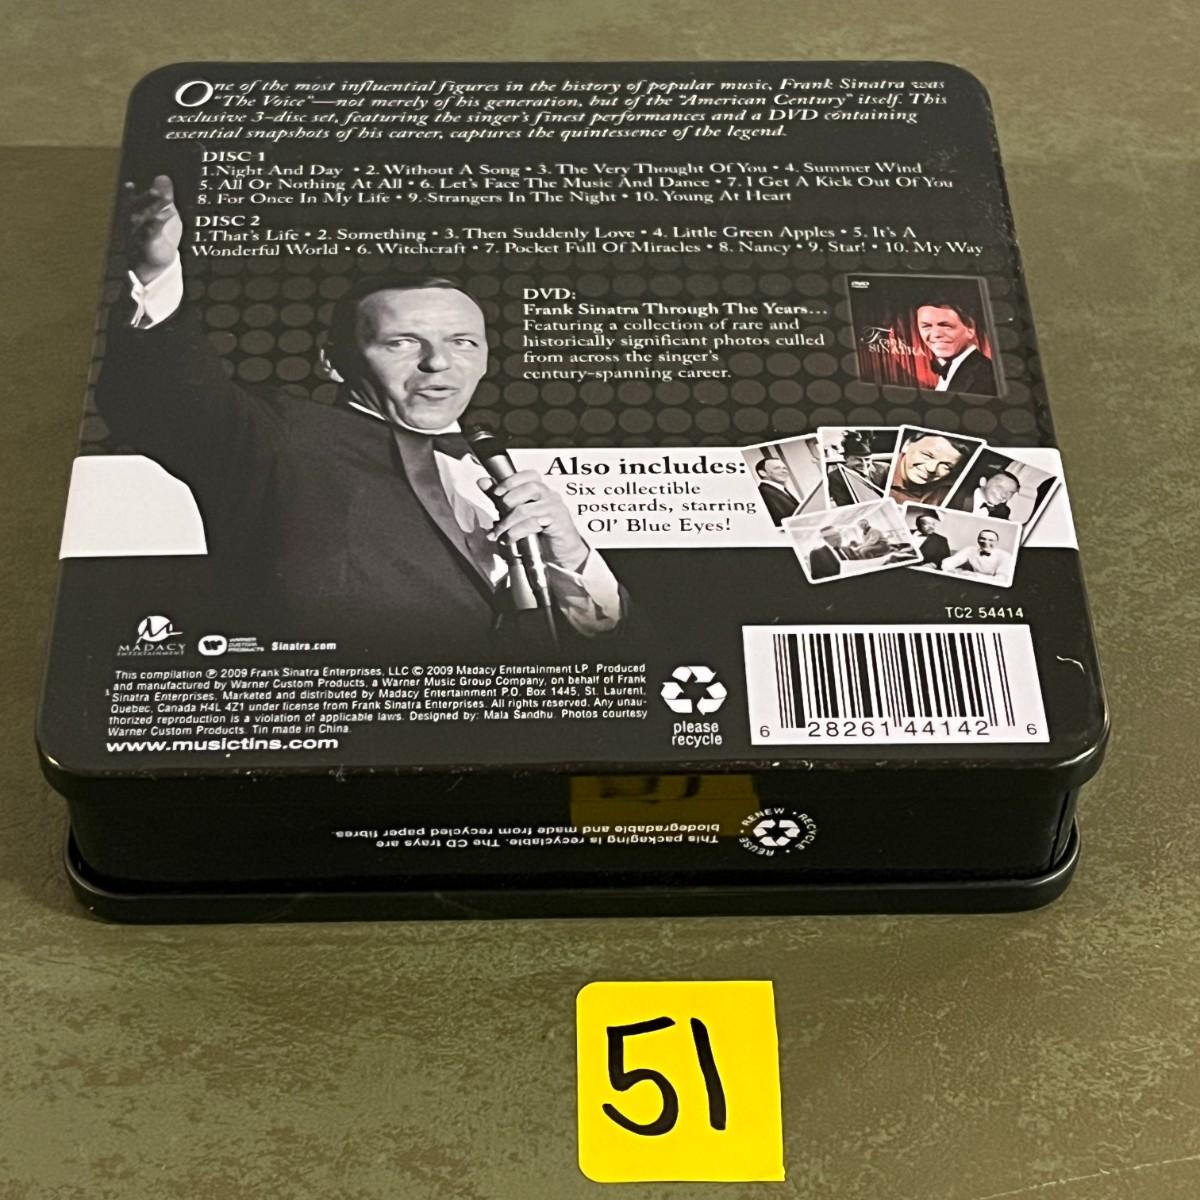 One of the most influential figures in the history of popular music, Frank Sinatra was
"The Voice"—not merely of his generation, but of the "American Century" itself. This
exclusive 3-disc set, featuring the singer's finest performances and a DVD containing
essential snapshots of his career, captures the quintessence of the legend.
DISC 1
1.Night And Day • 2. Without A Song • 3. The Very Thought Of You • 4. Summer Wind
5. All Or Nothing At All • 6. Let's Face The Music And Dance • 7. I Get A Kick Out Of You
8. For Once In My Life • 9. Strangers In The Night • 10. Young At Heart
DISC 2
1.That's Life • 2. Something • 3. Then Suddenly Love • 4. Little Green Apples • 5. It's A
Wonderful World • 6. Witchcraft • 7. Pocket Full Of Miracles • 8. Nancy • 9. Star! • 10. My Way
DVD:
Frank Sinatra Through The Years...
Featuring a collection of rare and
historically significant photos culled
from across the singer's
century-spanning career.
DVD
Frank
SINATRA
Also includes:
Six collectible
postcards, starring
Ol' Blue Eyes!
TC2 54414
MADACY
ENTERTAINMENT
WARNER
CUSTOM
PRODUCTS
Sinatra.com
This compilation ℗ 2009 Frank Sinatra Enterprises, LLC © 2009 Madacy Entertainment LP. Produced
and manufactured by Warner Custom Products, a Warner Music Group Company, on behalf of Frank
Sinatra Enterprises. Marketed and distributed by Madacy Entertainment P.O. Box 1445, St. Laurent,
Quebec, Canada H4L 4Z1 under license from Frank Sinatra Enterprises. All rights reserved. Any unau-
thorized reproduction is a violation of applicable laws. Designed by: Mala Sandhu. Photos courtesy
Warner Custom Products. Tin made in China.
www.musictins.com
please
recycle
6 28261 44142 6
This packaging is recyclable. The CD trays are
biodegradable and made from recycled paper fibres.
RENEW • RECYCLE • REUSE •
51